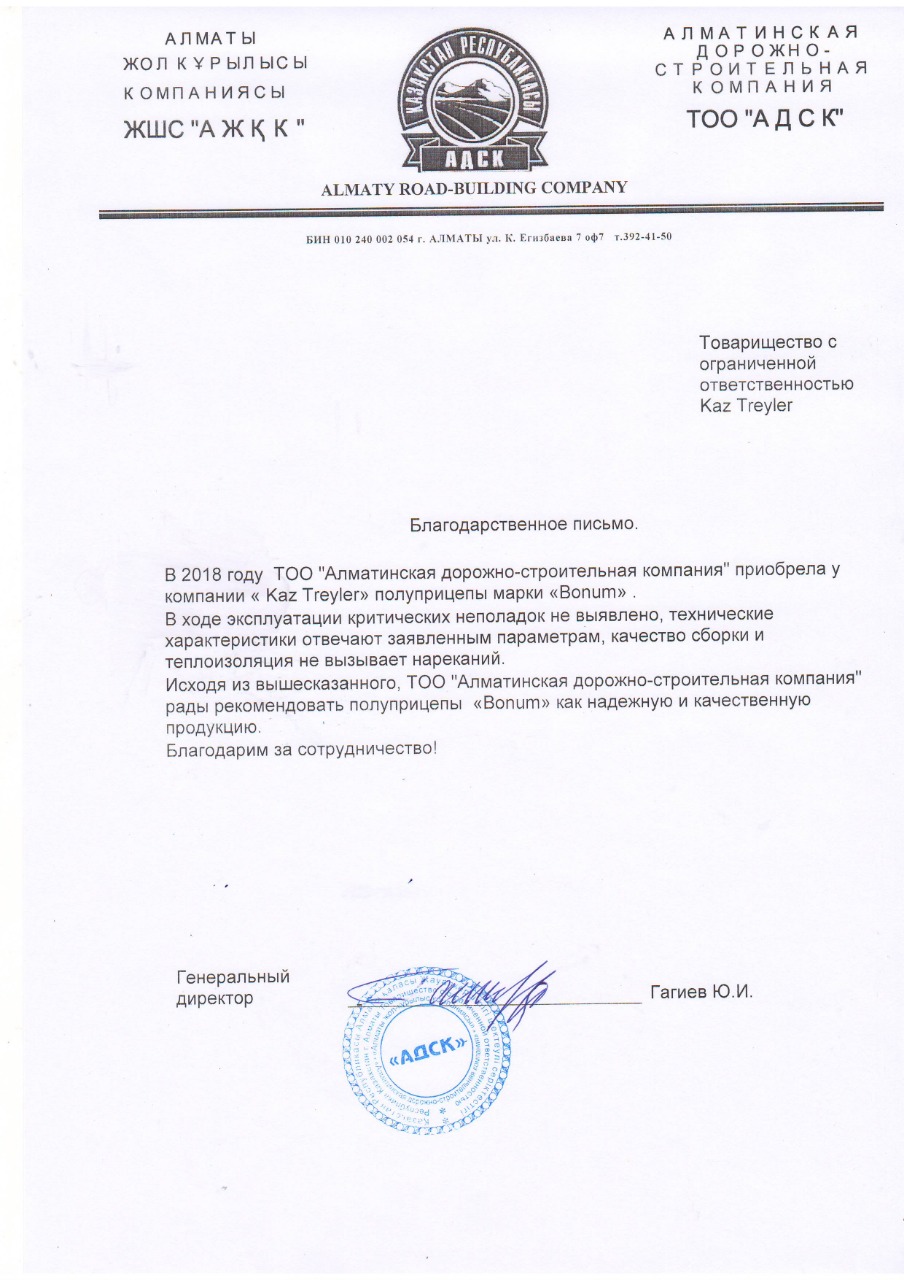 АЛМАТЫ
ЖОЛ КҰРЫЛЫСЫ
КОМПАНИЯСЫ
ЖШС "А Ж Қ К "
ҚАЗАХСТАН РЕСПУБЛИКАСЫ
АДСК
АЛМАТИНСКАЯ
ДОРОЖНО-
СТРОИТЕЛЬНАЯ
КОМПАНИЯ
ТОО "А Д С К"
ALMATY ROAD-BUILDING COMPANY
БИН 010 240 002 054 г. АЛМАТЫ ул. К. Егизбаева 7 оф7 т.392-41-50
Товарищество с
ограниченной
ответственностью
Kaz Treyler
Благодарственное письмо.
В 2018 году ТОО "Алматинская дорожно-строительная компания" приобрела у
компании « Kaz Treyler» полуприцепы марки «Bonum» .
В ходе эксплуатации критических неполадок не выявлено, технические
характеристики отвечают заявленным параметрам, качество сборки и
теплоизоляция не вызывает нареканий.
Исходя из вышесказанного, ТОО "Алматинская дорожно-строительная компания"
рады рекомендовать полуприцепы «Bonum» как надежную и качественную
продукцию.
Благодарим за сотрудничество!
Генеральный
директор
Гагиев Ю.И.
«АДСК»